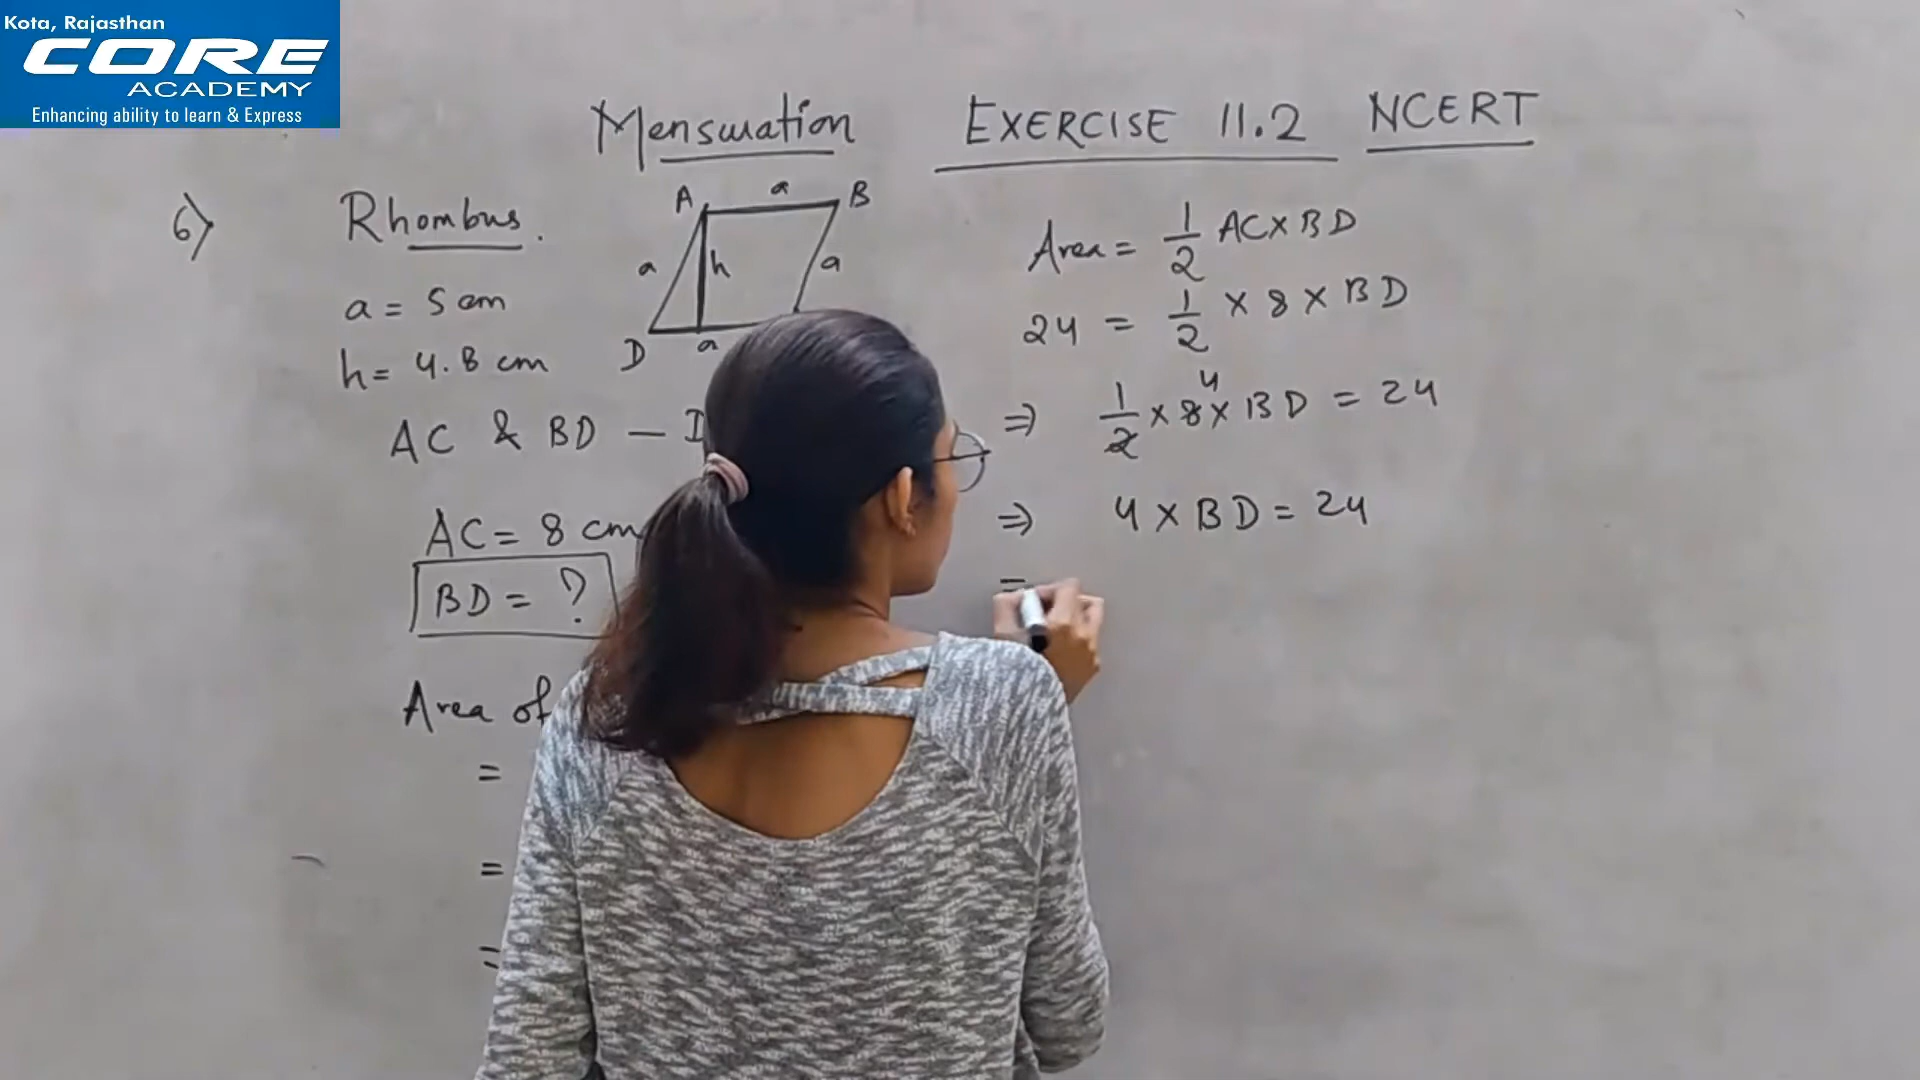 Kota, Rajasthan
CORE
ACADEMY
Enhancing ability to learn & Express
Mensuration EXERCISE 11.2 NCERT
6) Rhombus.
A a B
a h a
D a
a = 5 cm
h = 4.8 cm
AC & BD — D
AC = 8 cm
BD = ?
Area of
=
=
=
Area = 1/2 AC × BD
24 = 1/2 × 8 × BD
⇒ 1/2 × 8 4 × BD = 24
⇒ 4 × BD = 24
=